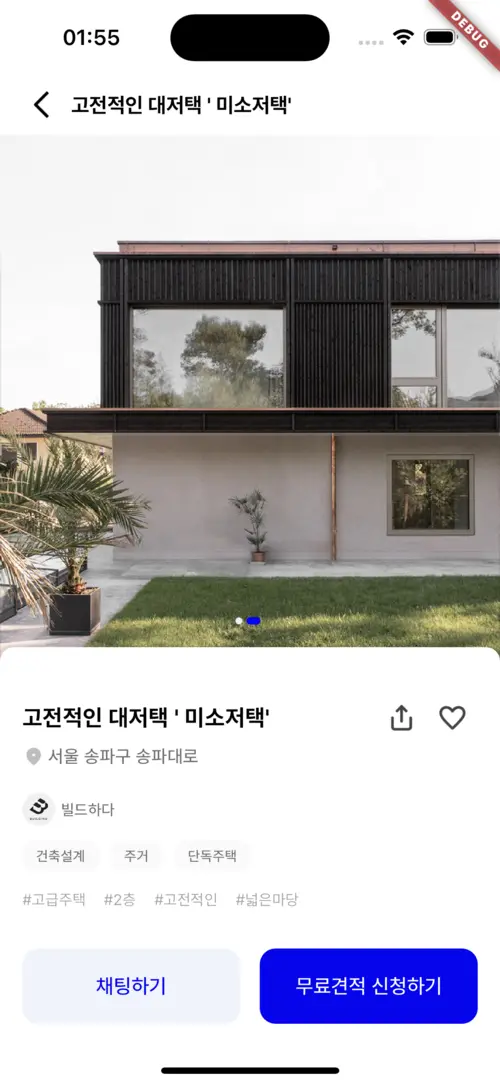 01:55
DEBUG
고전적인 대저택 ' 미소저택'
고전적인 대저택 ' 미소저택'
서울 송파구 송파대로
빌드하다
건축설계 주거 단독주택
#고급주택 #2층 #고전적인 #넓은마당
채팅하기 무료견적 신청하기